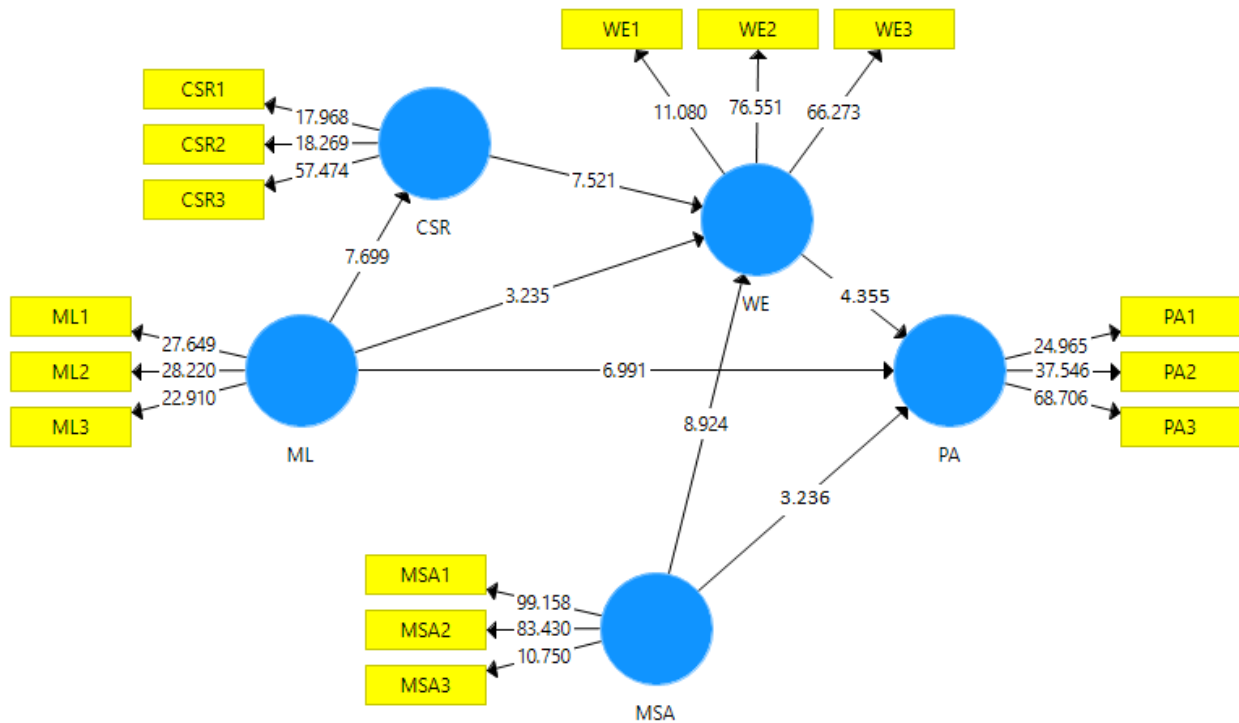 WE1
WE2
WE3
CSR1
CSR2
CSR3
17.968
18.269
57.474
11.080
76.551
66.273
CSR
7.521
7.699
WE
3.235
4.355
ML1
ML2
ML3
27.649
28.220
22.910
ML
6.991
8.924
PA1
PA2
PA3
24.965
37.546
68.706
PA
3.236
MSA1
MSA2
MSA3
99.158
83.430
10.750
MSA